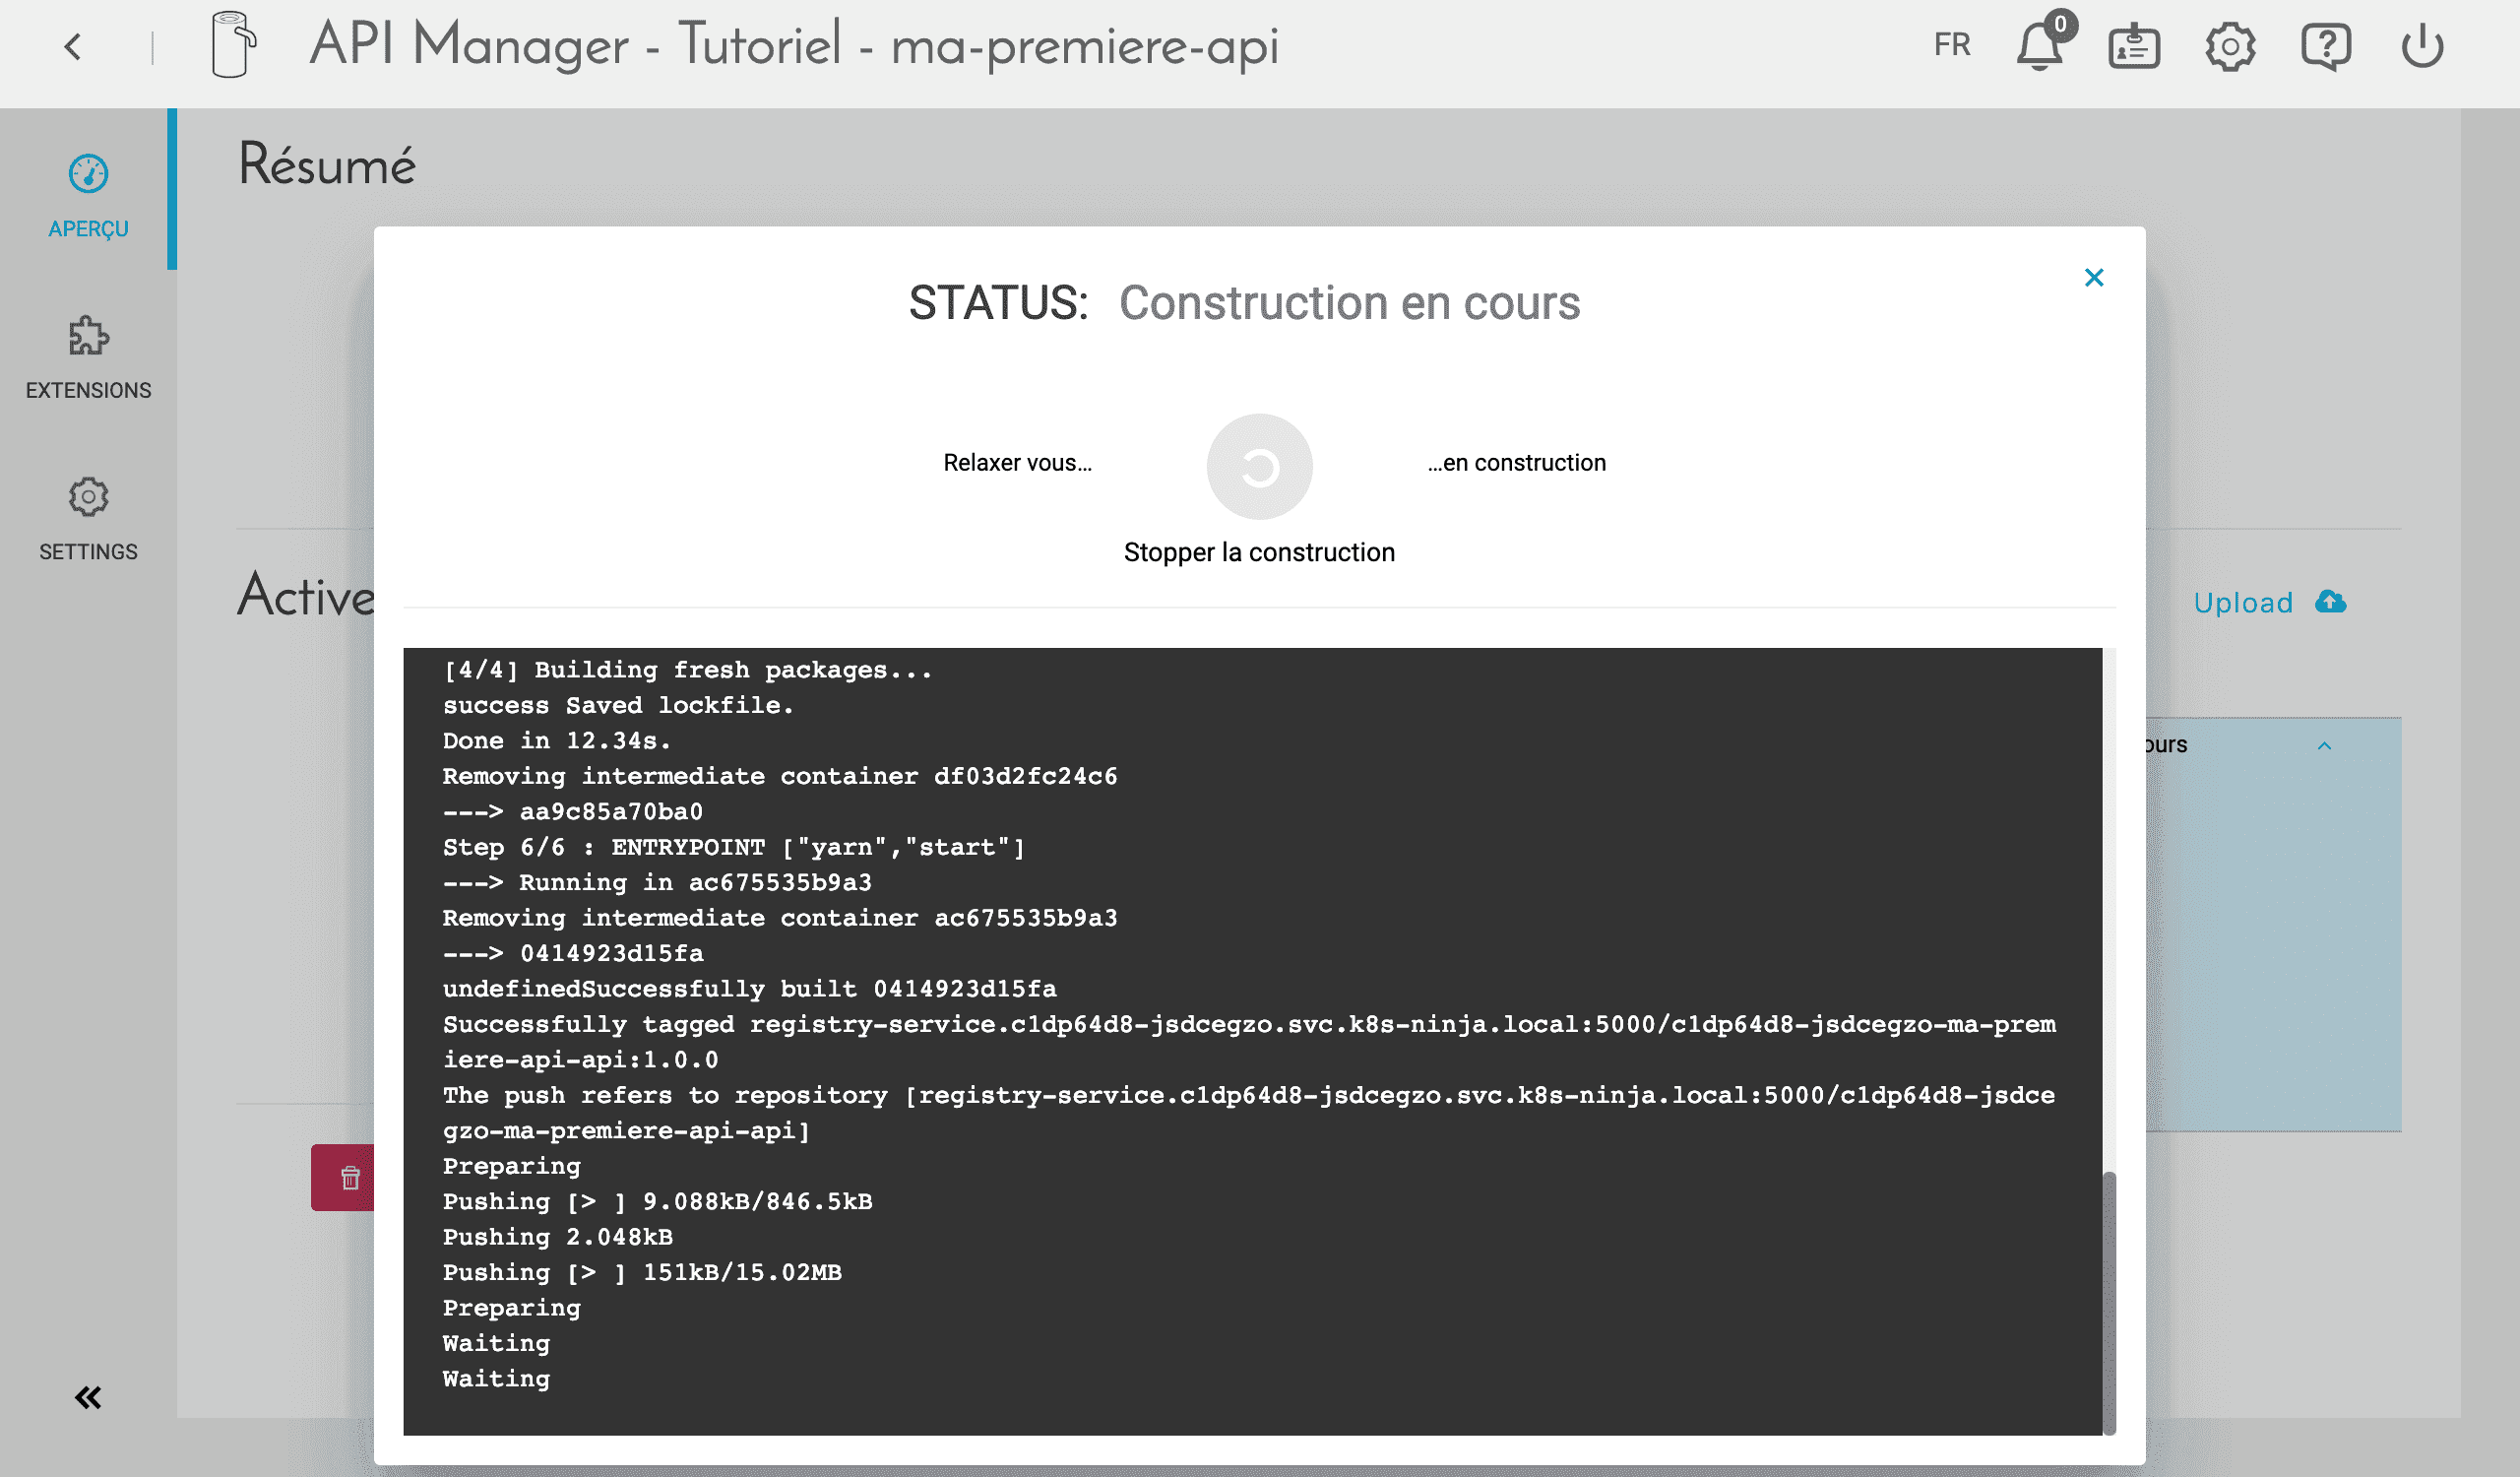 API Manager - Tutoriel - ma-premiere-api
FR
0
APERÇU
EXTENSIONS
SETTINGS
Résumé
STATUS: Construction en cours
Relaxer vous...
...en construction
Stopper la construction
Active
Upload
ours
[4/4] Building fresh packages...
success Saved lockfile.
Done in 12.34s.
Removing intermediate container df03d2fc24c6
---> aa9c85a70ba0
Step 6/6 : ENTRYPOINT ["yarn","start"]
---> Running in ac675535b9a3
Removing intermediate container ac675535b9a3
---> 0414923d15fa
undefinedSuccessfully built 0414923d15fa
Successfully tagged registry-service.c1dp64d8-jsdcegzo.svc.k8s-ninja.local:5000/c1dp64d8-jsdcegzo-ma-prem
iere-api-api:1.0.0
The push refers to repository [registry-service.c1dp64d8-jsdcegzo.svc.k8s-ninja.local:5000/c1dp64d8-jsdce
gzo-ma-premiere-api-api]
Preparing
Pushing [> ] 9.088kB/846.5kB
Pushing 2.048kB
Pushing [> ] 151kB/15.02MB
Preparing
Waiting
Waiting